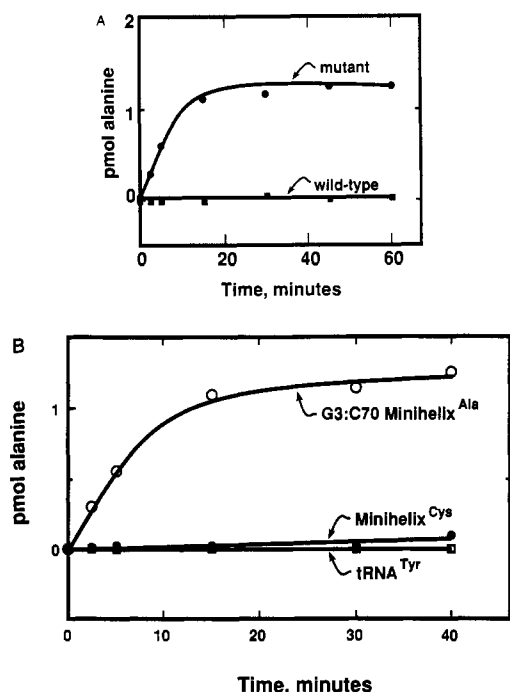 A
2
1
0
pmol alanine
mutant
wild-type
0
20
40
60
Time, minutes
B
1
0
pmol alanine
G3:C70 Minihelix Ala
Minihelix Cys
tRNA Tyr
0
10
20
30
40
Time, minutes